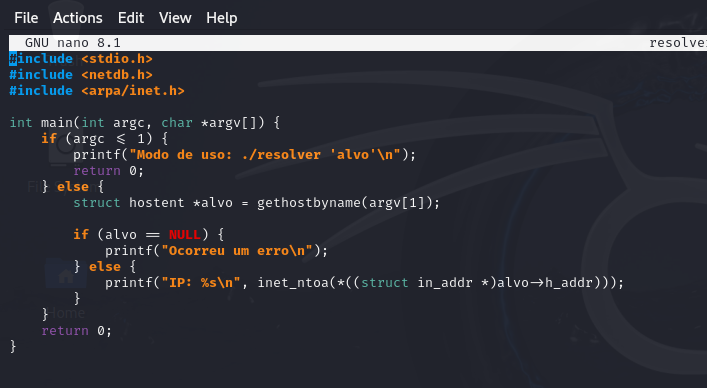 File Actions Edit View Help
GNU nano 8.1 resolver
#include <stdio.h>
#include <netdb.h>
#include <arpa/inet.h>
int main(int argc, char *argv[]) {
if (argc <= 1) {
printf("Modo de uso: ./resolver 'alvo'\n");
return 0;
} else {
struct hostent *alvo = gethostbyname(argv[1]);
if (alvo == NULL) {
printf("Ocorreu um erro\n");
} else {
printf("IP: %s\n", inet_ntoa(*((struct in_addr *)alvo->h_addr)));
}
}
Home
return 0;
}